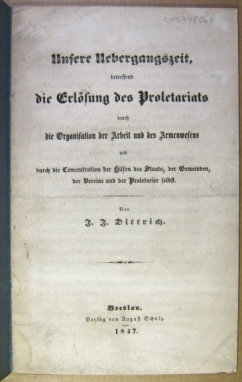 Unsere Uebergangszeit,
betreffend
die Erlösung des Proletariats
durch
die Organisation der Arbeit und des Armenwesens
und
durch die Concentration der Hilfen des Staats, der Gemeinden,
der Vereine und der Proletarier selbst.
Von
J. J. Dittrich.
Breslau,
Verlag von August Schulz.
1847.